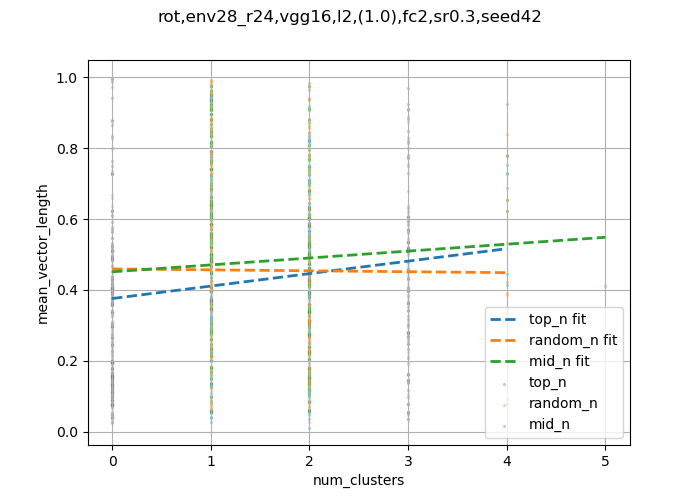 rot,env28_r24,vgg16,l2,(1.0),fc2,sr0.3,seed42
1.0
0.8
0.6
0.4
0.2
0.0
mean_vector_length
0 1 2 3 4 5
num_clusters
top_n fit
random_n fit
mid_n fit
top_n
random_n
mid_n